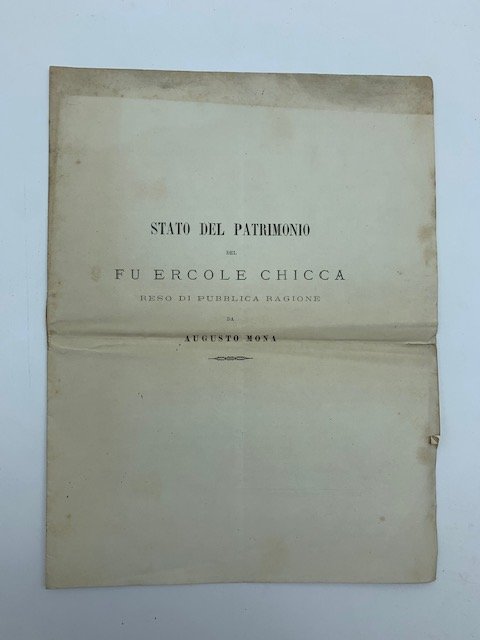 STATO DEL PATRIMONIO
DEL
FU ERCOLE CHICCA
RESO DI PUBBLICA RAGIONE
DA
AUGUSTO MONA